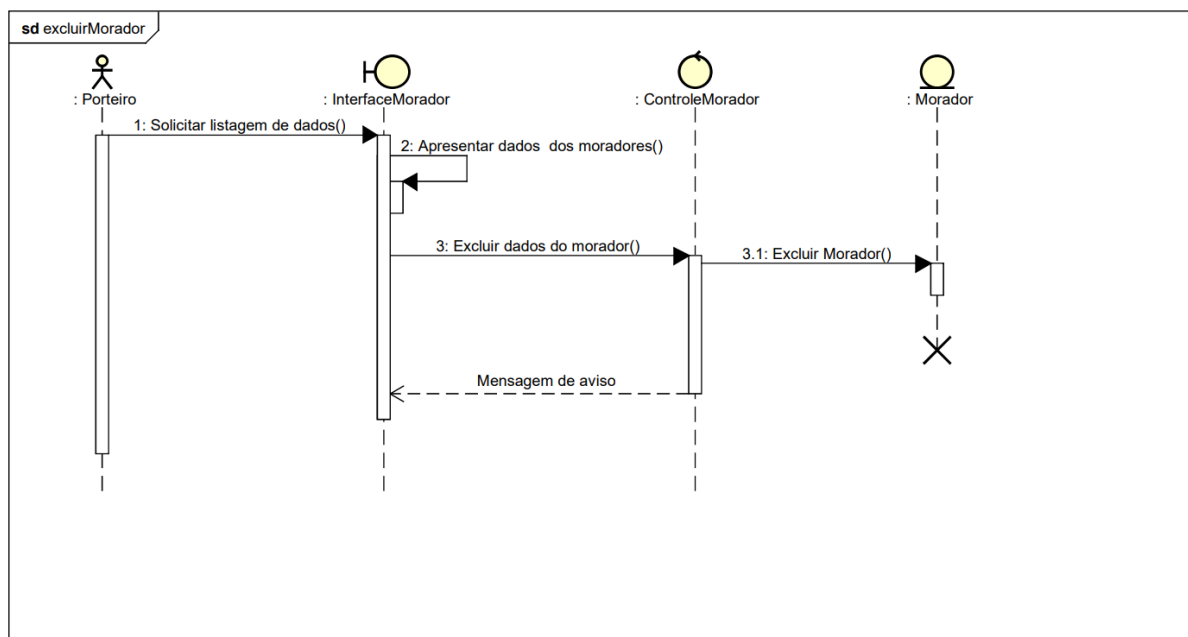 sd excluirMorador
: Porteiro
: InterfaceMorador
: ControleMorador
: Morador
1: Solicitar listagem de dados()
2: Apresentar dados  dos moradores()
3: Excluir dados do morador()
3.1: Excluir Morador()
Mensagem de aviso